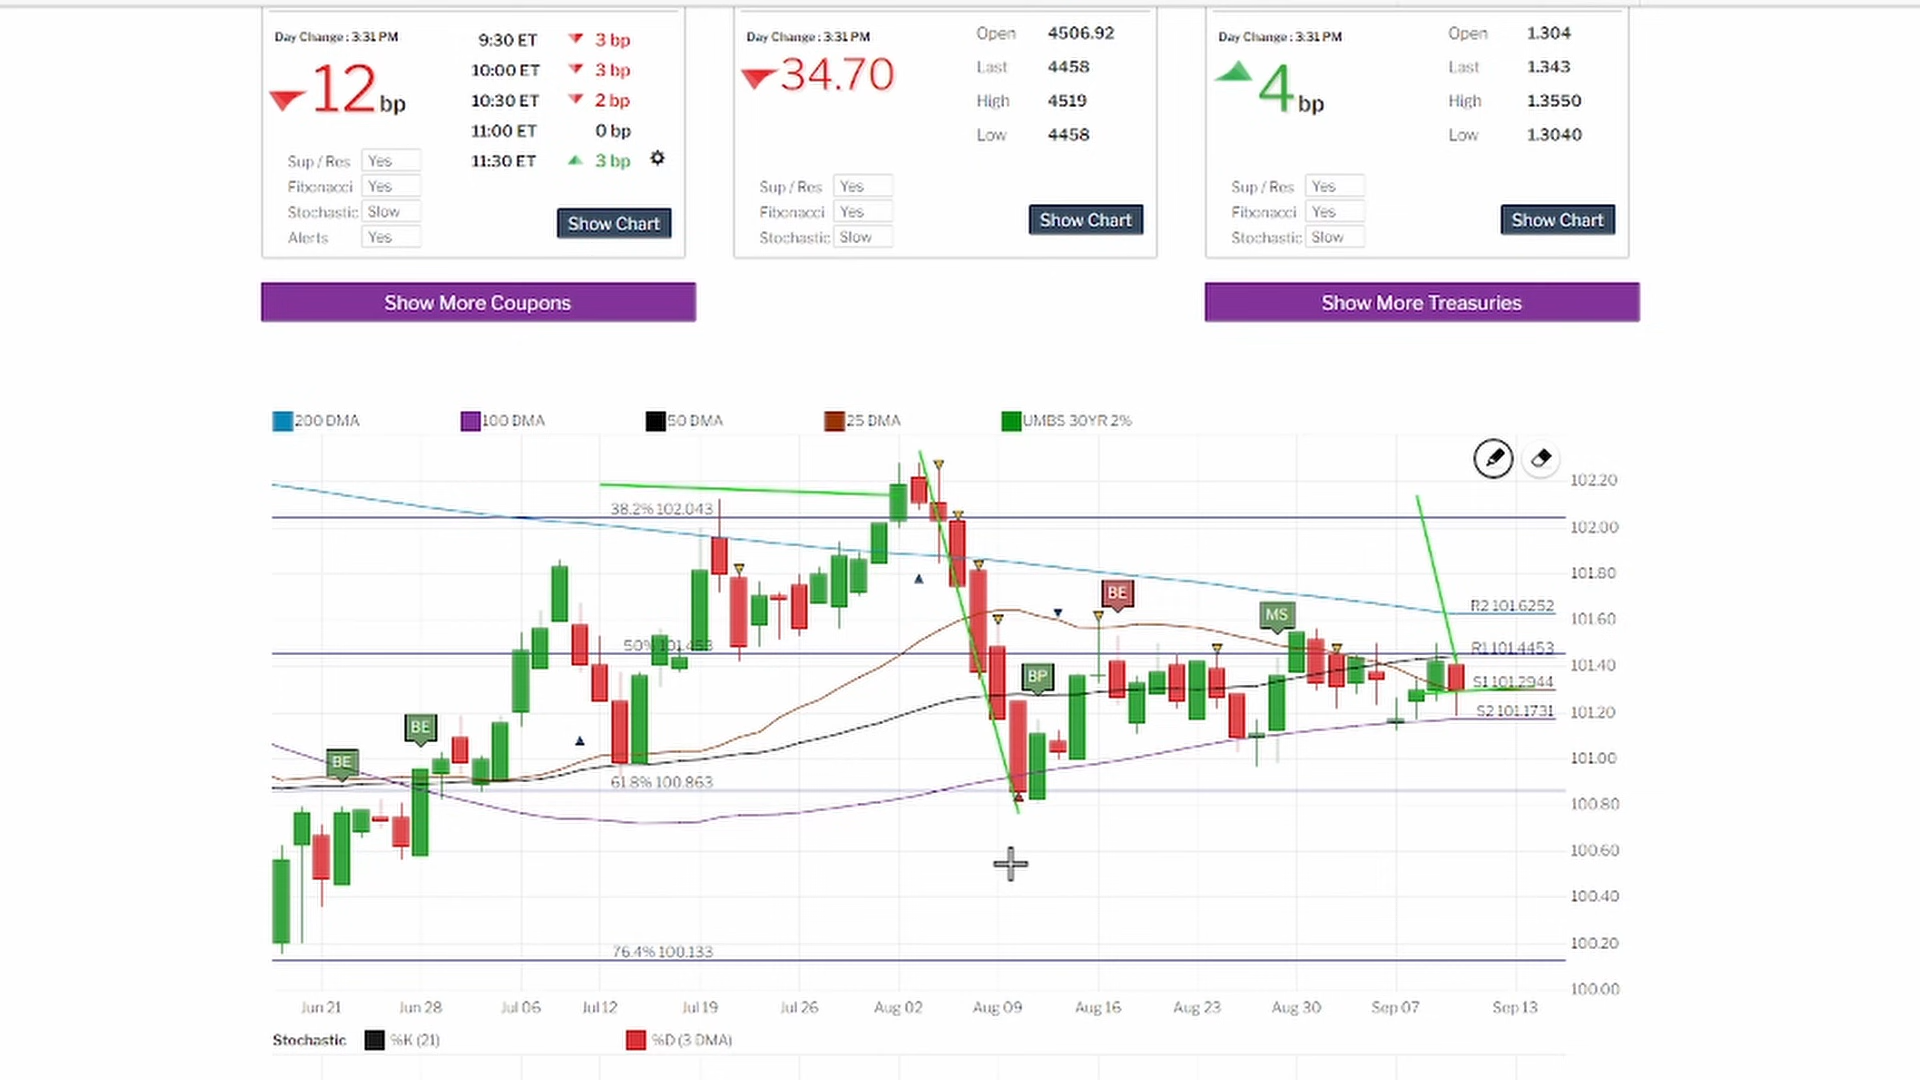 Day Change : 3:31 PM
12 bp
9:30 ET 3 bp
10:00 ET 3 bp
10:30 ET 2 bp
11:00 ET 0 bp
11:30 ET 3 bp
Sup / Res Yes
Fibonacci Yes
Stochastic Slow
Alerts Yes
Show Chart
Day Change : 3:31 PM
34.70
Open 4506.92
Last 4458
High 4519
Low 4458
Sup / Res Yes
Fibonacci Yes
Stochastic Slow
Show Chart
Day Change : 3:31 PM
4 bp
Open 1.304
Last 1.343
High 1.3550
Low 1.3040
Sup / Res Yes
Fibonacci Yes
Stochastic Slow
Show Chart
Show More Coupons
Show More Treasuries
200 DMA 100 DMA 50 DMA 25 DMA UMBS 30YR 2%
102.20
38.2% 102.043
102.00
101.80
BE
R2 101.6252
MS
101.60
50% 101.453
R1 101.4453
101.40
BP
S1 101.2944
S2 101.1731
101.20
BE
BE
101.00
61.8% 100.863
100.80
100.60
100.40
100.20
76.4% 100.133
100.00
Jun 21 Jun 28 Jul 06 Jul 12 Jul 19 Jul 26 Aug 02 Aug 09 Aug 16 Aug 23 Aug 30 Sep 07 Sep 13
Stochastic %K (21) %D (3 DMA)